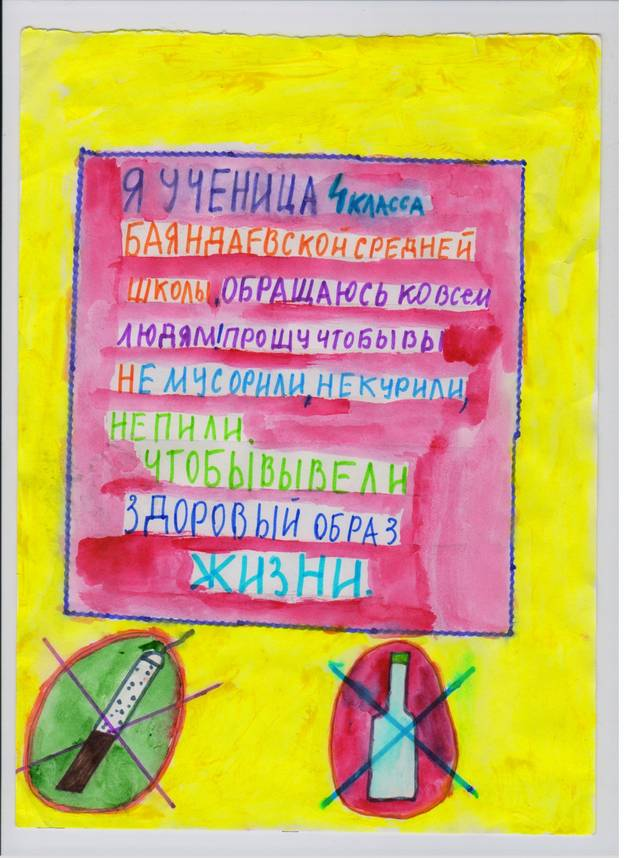 Я УЧЕНИЦА 4 КЛАССА
БАЯНДАЕВСКОЙ СРЕДНЕЙ
ШКОЛЫ, ОБРАЩАЮСЬ КО ВСЕМ
ЛЮДЯМ! ПРОЩУ ЧТОБЫ ВЫ
НЕ МУСОРИЛИ, НЕ КУРИЛИ,
НЕ ПИЛИ.
ЧТОБЫ ВЫ ВЕЛИ
ЗДОРОВЫЙ ОБРАЗ
ЖИЗНИ.